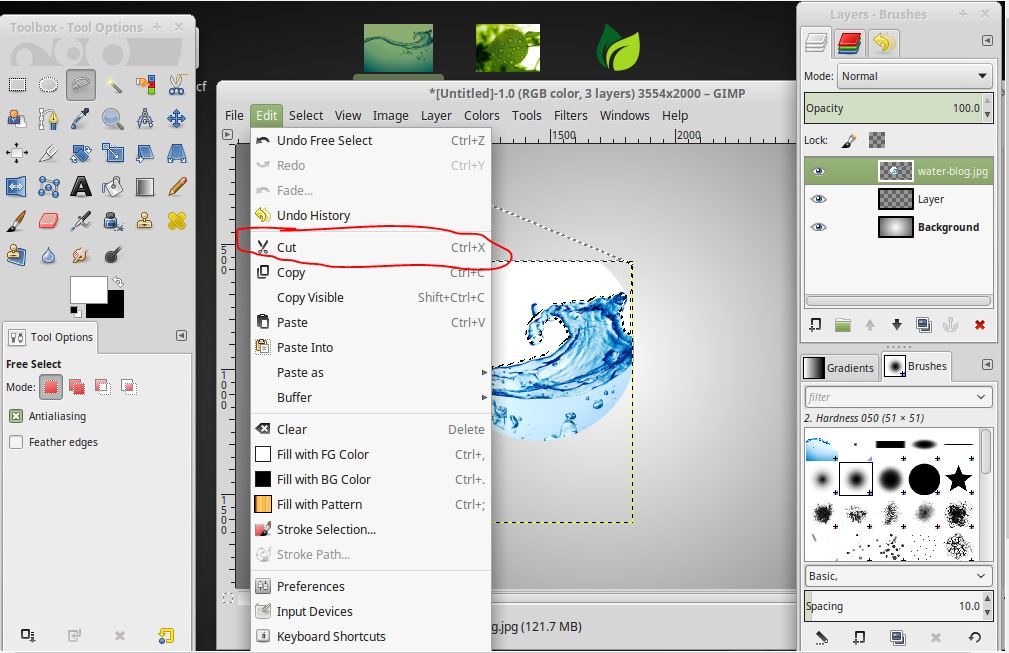 Toolbox - Tool Options
cf
*[Untitled]-1.0 (RGB color, 3 layers) 3554x2000 – GIMP
File Edit Select View Image Layer Colors Tools Filters Windows Help
1500 2000
Undo Free Select Ctrl+Z
Redo Ctrl+Y
Fade...
Undo History
Cut Ctrl+X
Copy Ctrl+C
Copy Visible Shift+Ctrl+C
Paste Ctrl+V
Paste Into
Paste as
Buffer
Clear Delete
Fill with FG Color Ctrl+,
Fill with BG Color Ctrl+.
Fill with Pattern Ctrl+;
Stroke Selection...
Stroke Path...
Preferences
Input Devices
Keyboard Shortcuts
500
1000
1500
g.jpg (121.7 MB)
Tool Options
Free Select
Mode:
Antialiasing
Feather edges
Layers - Brushes
Mode: Normal
Opacity 100.0
Lock:
water-blog.jpg
Layer
Background
Gradients Brushes
filter
2. Hardness 050 (51 × 51)
Basic,
Spacing 10.0